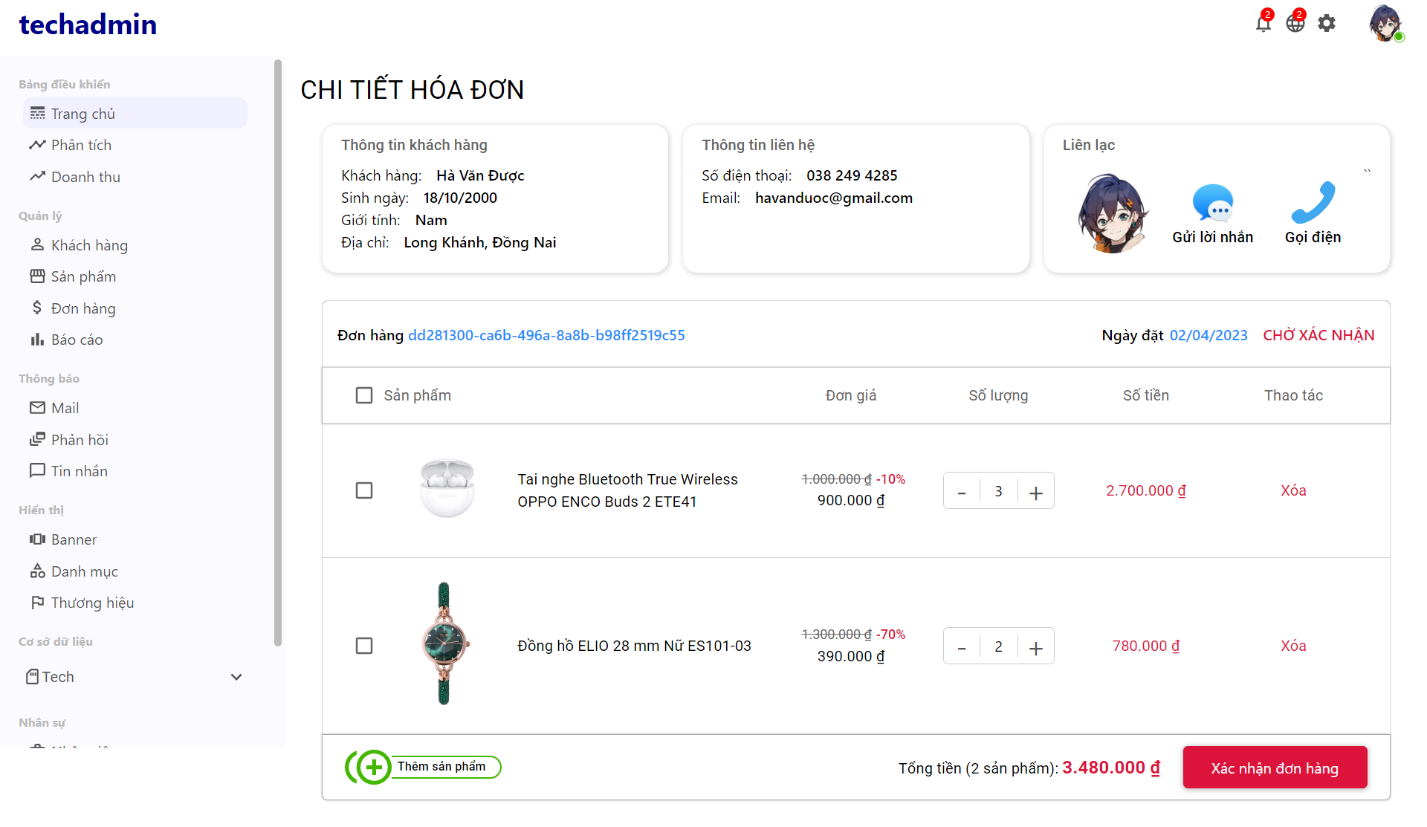 techadmin
2
2
Bảng điều khiển
Trang chủ
Phân tích
Doanh thu
Quản lý
Khách hàng
Sản phẩm
Đơn hàng
Báo cáo
Thông báo
Mail
Phản hồi
Tin nhắn
Hiển thị
Banner
Danh mục
Thương hiệu
Cơ sở dữ liệu
Tech
Nhân sự
CHI TIẾT HÓA ĐƠN
Thông tin khách hàng
Khách hàng: Hà Văn Được
Sinh ngày: 18/10/2000
Giới tính: Nam
Địa chỉ: Long Khánh, Đồng Nai
Thông tin liên hệ
Số điện thoại: 038 249 4285
Email: havanduoc@gmail.com
Liên lạc
``
Gửi lời nhắn
Gọi điện
Đơn hàng dd281300-ca6b-496a-8a8b-b98ff2519c55
Ngày đặt 02/04/2023 CHỜ XÁC NHẬN
Sản phẩm Đơn giá Số lượng Số tiền Thao tác
Tai nghe Bluetooth True Wireless
OPPO ENCO Buds 2 ETE41
1.000.000 ₫ -10%
900.000 ₫
- 3 +
2.700.000 ₫
Xóa
Đồng hồ ELIO 28 mm Nữ ES101-03
1.300.000 ₫ -70%
390.000 ₫
- 2 +
780.000 ₫
Xóa
Thêm sản phẩm
Tổng tiền (2 sản phẩm): 3.480.000 ₫
Xác nhận đơn hàng